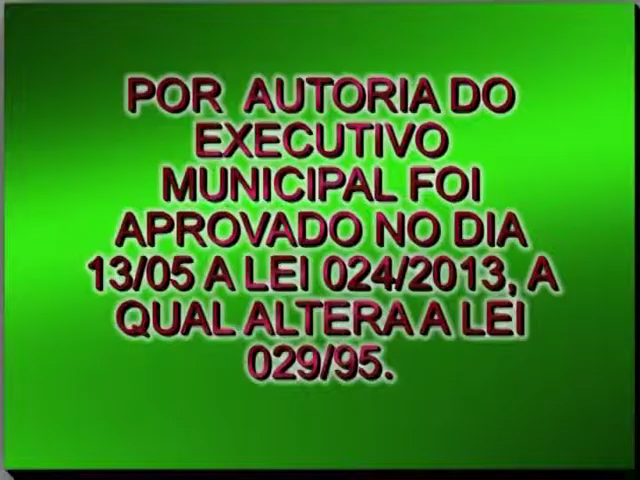 POR AUTORIA DO
EXECUTIVO
MUNICIPAL FOI
APROVADO NO DIA
13/05 A LEI 024/2013, A
QUAL ALTERA A LEI
029/95.